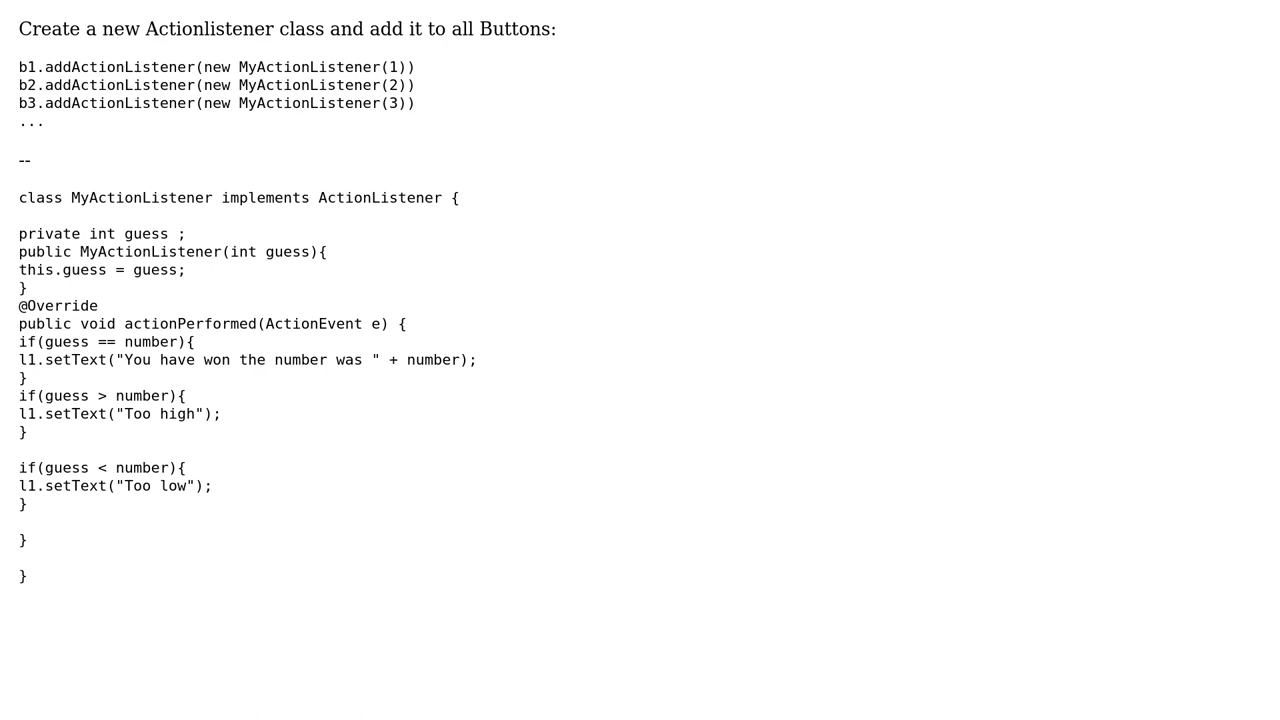 Create a new Actionlistener class and add it to all Buttons:
b1.addActionListener(new MyActionListener(1))
b2.addActionListener(new MyActionListener(2))
b3.addActionListener(new MyActionListener(3))
...
--
class MyActionListener implements ActionListener {
private int guess ;
public MyActionListener(int guess){
this.guess = guess;
}
@Override
public void actionPerformed(ActionEvent e) {
if(guess == number){
l1.setText("You have won the number was " + number);
}
if(guess > number){
l1.setText("Too high");
}
if(guess < number){
l1.setText("Too low");
}
}
}